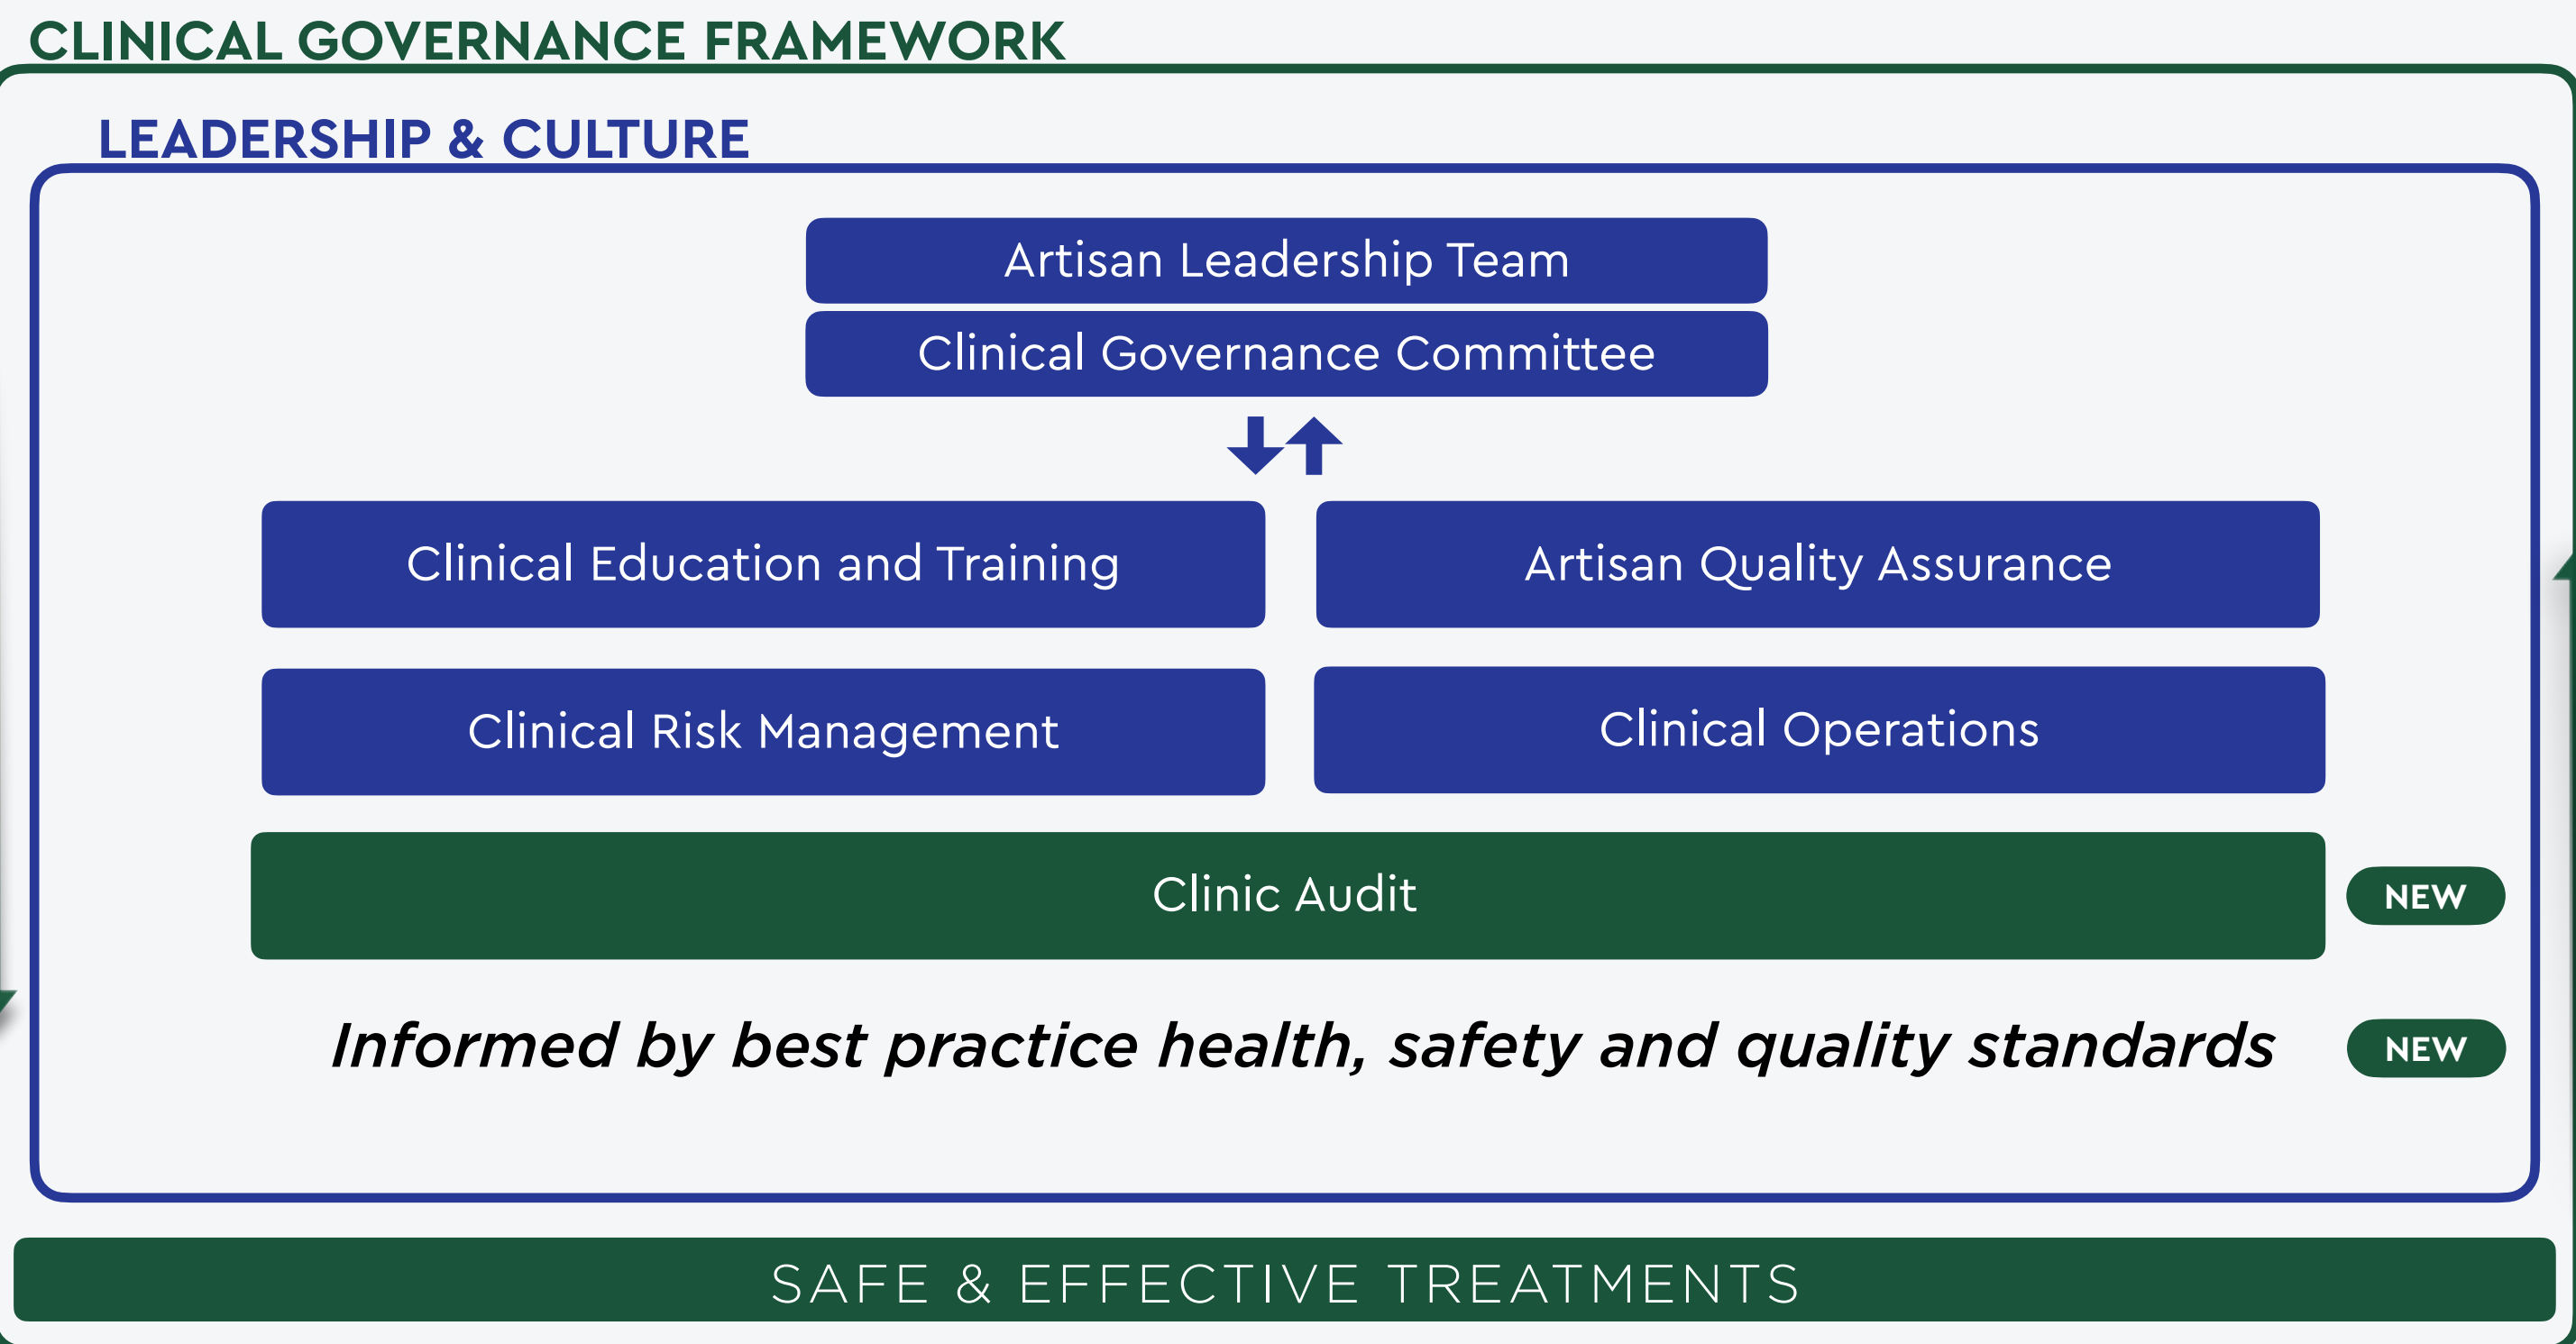 CLINICAL GOVERNANCE FRAMEWORK
LEADERSHIP & CULTURE
Artisan Leadership Team
Clinical Governance Committee
Clinical Education and Training
Artisan Quality Assurance
Clinical Risk Management
Clinical Operations
Clinic Audit
NEW
Informed by best practice health, safety and quality standards
NEW
SAFE & EFFECTIVE TREATMENTS